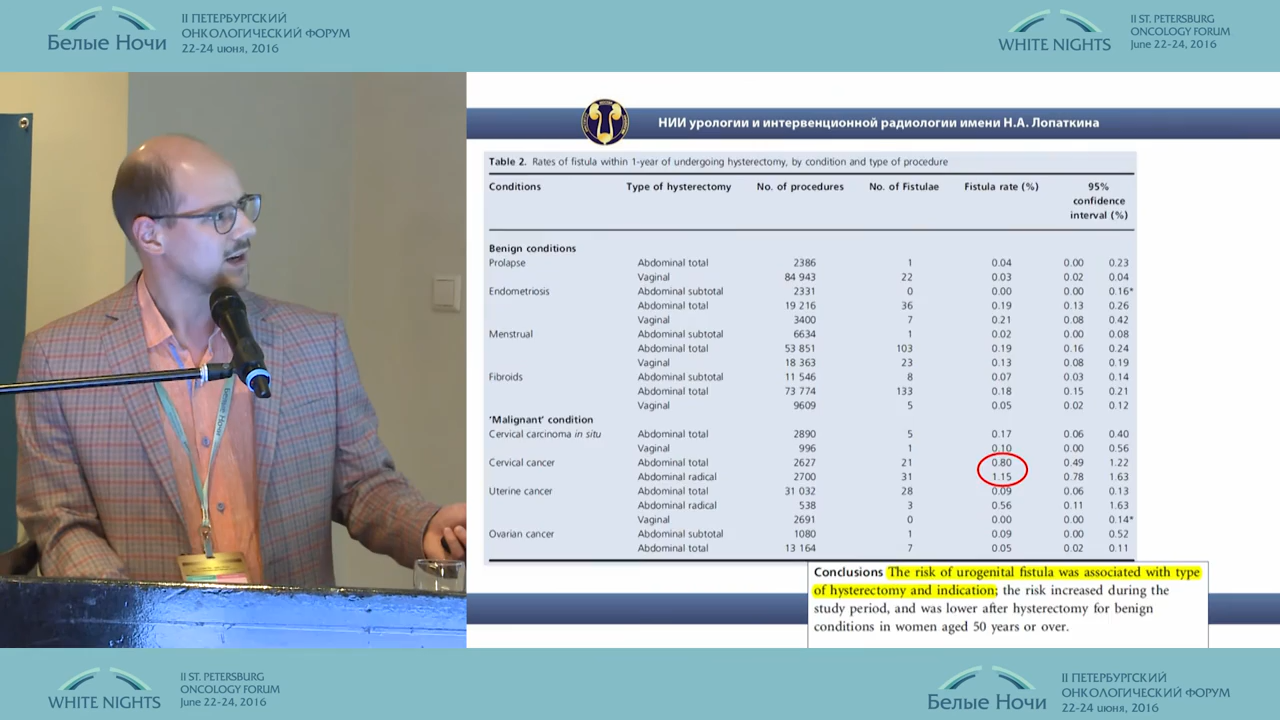 II ПЕТЕРБУРГСКИЙ
ОНКОЛОГИЧЕСКИЙ ФОРУМ
22-24 июня, 2016
Белые Ночи
WHITE NIGHTS
II ST. PETERSBURG
ONCOLOGY FORUM
June 22-24, 2016
НИИ урологии и интервенционной радиологии имени Н.А. Лопаткина
Table 2. Rates of fistula within 1-year of undergoing hysterectomy, by condition and type of procedure
Conditions Type of hysterectomy No. of procedures No. of Fistulae Fistula rate (%) 95%
confidence
interval (%)
Benign conditions
Prolapse Abdominal total 2386 1 0.04 0.00 0.23
Vaginal 84 943 22 0.03 0.02 0.04
Endometriosis Abdominal subtotal 2331 0 0.00 0.00 0.16*
Abdominal total 19 216 36 0.19 0.13 0.26
Vaginal 3400 7 0.21 0.08 0.42
Menstrual Abdominal subtotal 6634 1 0.02 0.00 0.08
Abdominal total 53 851 103 0.19 0.16 0.24
Vaginal 18 363 23 0.13 0.08 0.19
Fibroids Abdominal subtotal 11 546 8 0.07 0.03 0.14
Abdominal total 73 774 133 0.18 0.15 0.21
Vaginal 9609 5 0.05 0.02 0.12
'Malignant' condition
Cervical carcinoma in situ Abdominal total 2890 5 0.17 0.06 0.40
Vaginal 996 1 0.10 0.00 0.56
Cervical cancer Abdominal total 2627 21 0.80 0.49 1.22
Abdominal radical 2700 31 1.15 0.78 1.63
Uterine cancer Abdominal total 31 032 28 0.09 0.06 0.13
Abdominal radical 538 3 0.56 0.11 1.63
Vaginal 2691 0 0.00 0.00 0.14*
Ovarian cancer Abdominal subtotal 1080 1 0.09 0.00 0.52
Abdominal total 13 164 7 0.05 0.02 0.11
Conclusions The risk of urogenital fistula was associated with type
of hysterectomy and indication; the risk increased during the
study period, and was lower after hysterectomy for benign
conditions in women aged 50 years or over.
WHITE NIGHTS
II ST. PETERSBURG
ONCOLOGY FORUM
June 22-24, 2016
Белые Ночи
II ПЕТЕРБУРГСКИЙ
ОНКОЛОГИЧЕСКИЙ ФОРУМ
22-24 июня, 2016